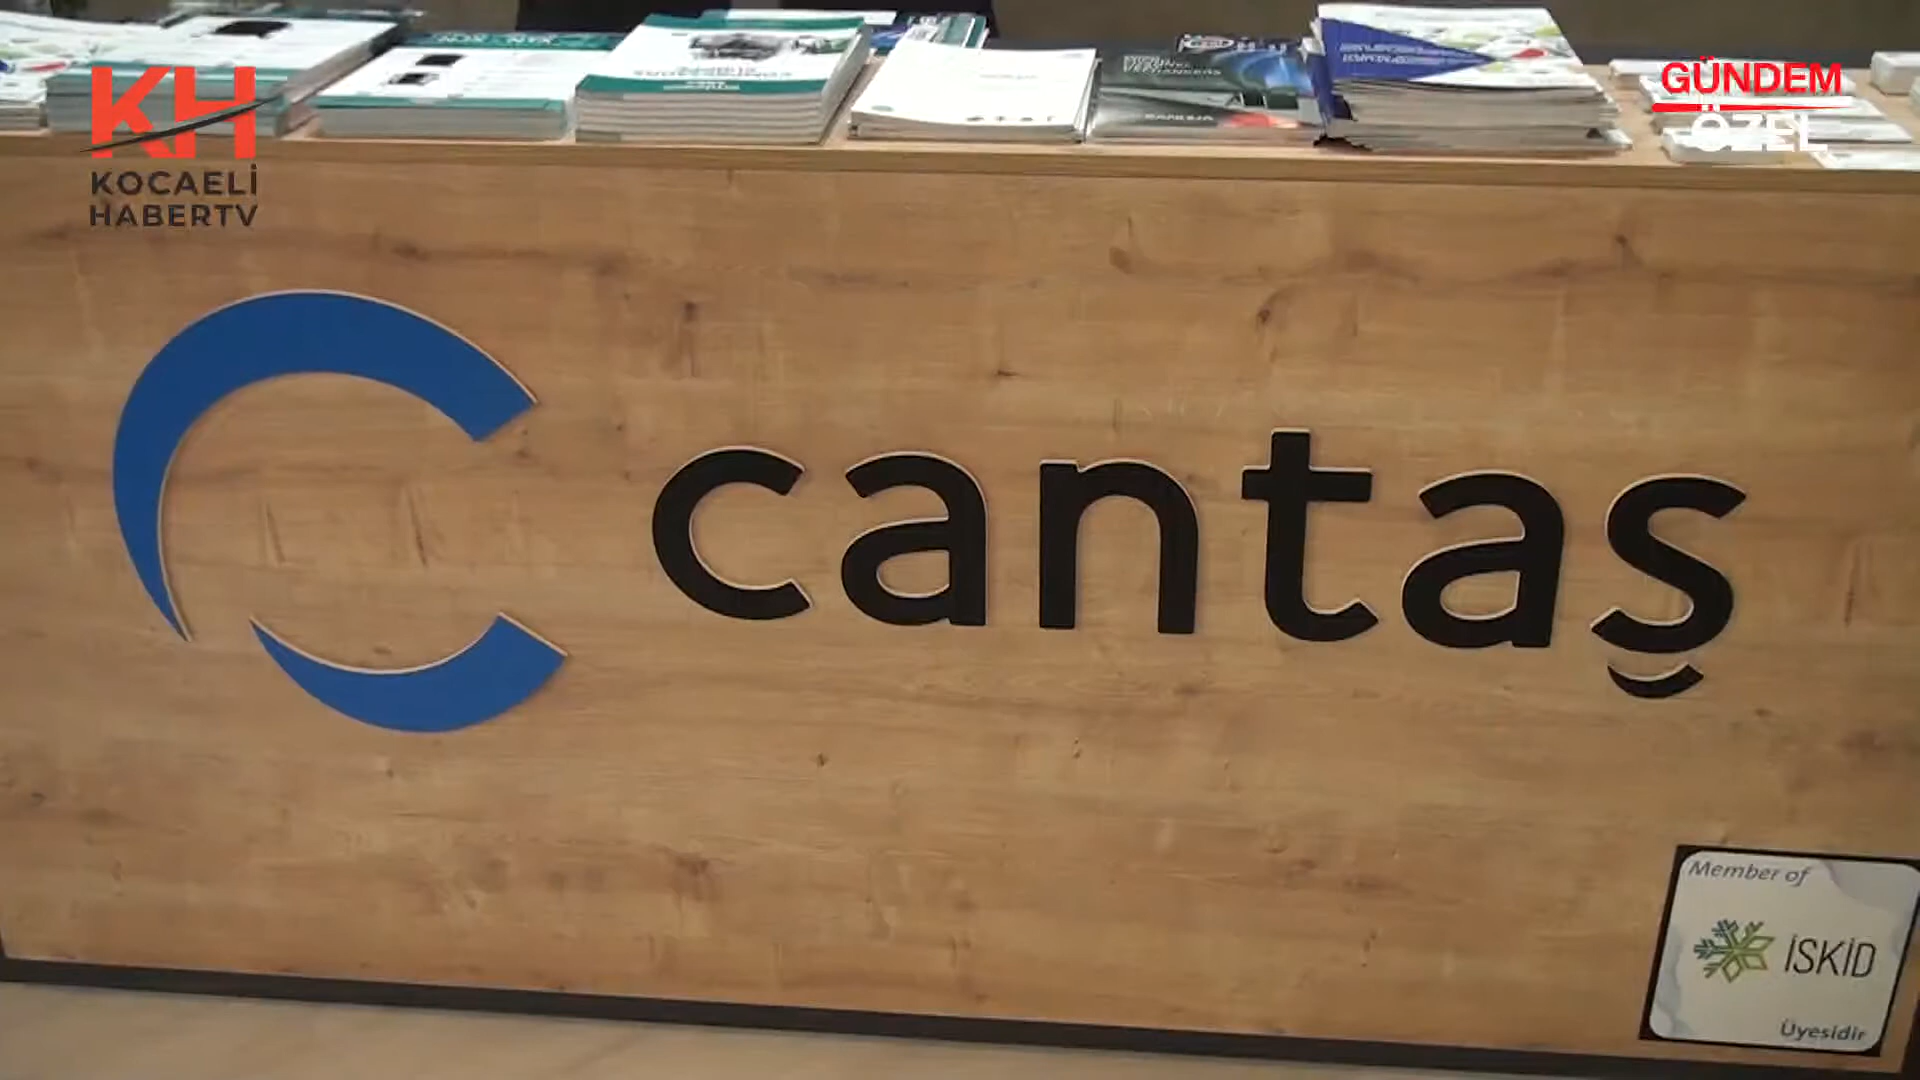 KH
KOCAELİ
HABERTV
GÜNDEM
ÖZEL
cantaş
Member of
İSKİD
Üyesidir